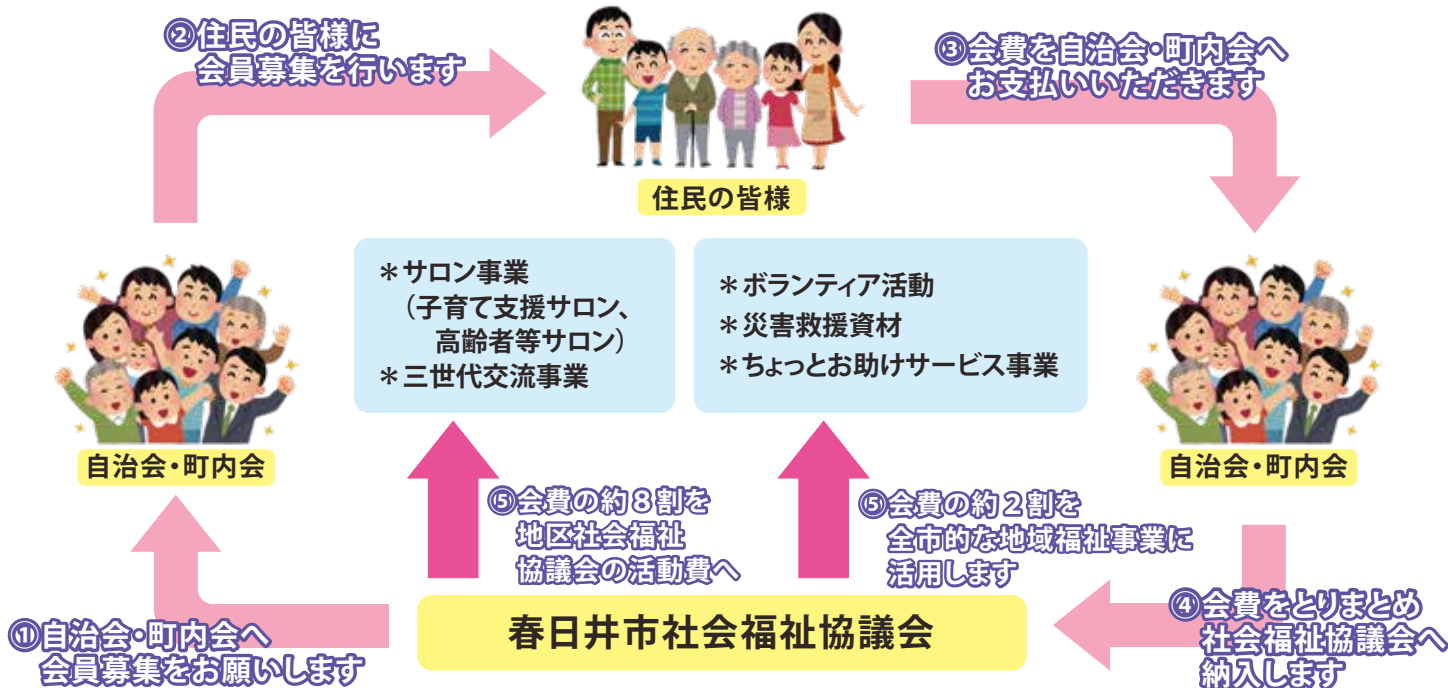 ②住民の皆様に
会員募集を行います
③会費を自治会・町内会へ
お支払いいただきます
住民の皆様
＊サロン事業
（子育て支援サロン、
高齢者等サロン）
＊三世代交流事業
＊ボランティア活動
＊災害救援資材
＊ちょっとお助けサービス事業
自治会・町内会
自治会・町内会
⑤会費の約８割を
地区社会福祉
協議会の活動費へ
⑤会費の約２割を
全市的な地域福祉事業に
活用します
①自治会・町内会へ
会員募集をお願いします
春日井市社会福祉協議会
④会費をとりまとめ
社会福祉協議会へ
納入します